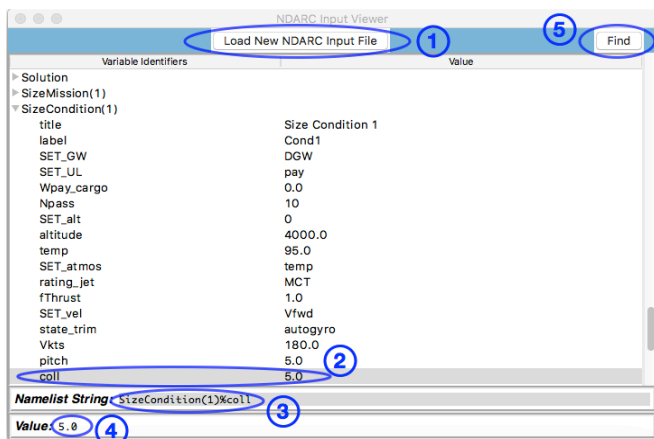 NDARC Input Viewer
Load New NDARC Input File 1 5 Find
Variable Identifiers Value
Solution
SizeMission(1)
SizeCondition(1)
title Size Condition 1
label Cond1
SET_GW DGW
SET_UL pay
Wpay_cargo 0.0
Npass 10
SET_alt 0
altitude 4000.0
temp 95.0
SET_atmos temp
rating_jet MCT
fThrust 1.0
SET_vel Vfwd
state_trim autogyro
Vkts 180.0
pitch 5.0 2
coll 5.0
Namelist String: SizeCondition(1)%coll 3
Value: 5.0 4